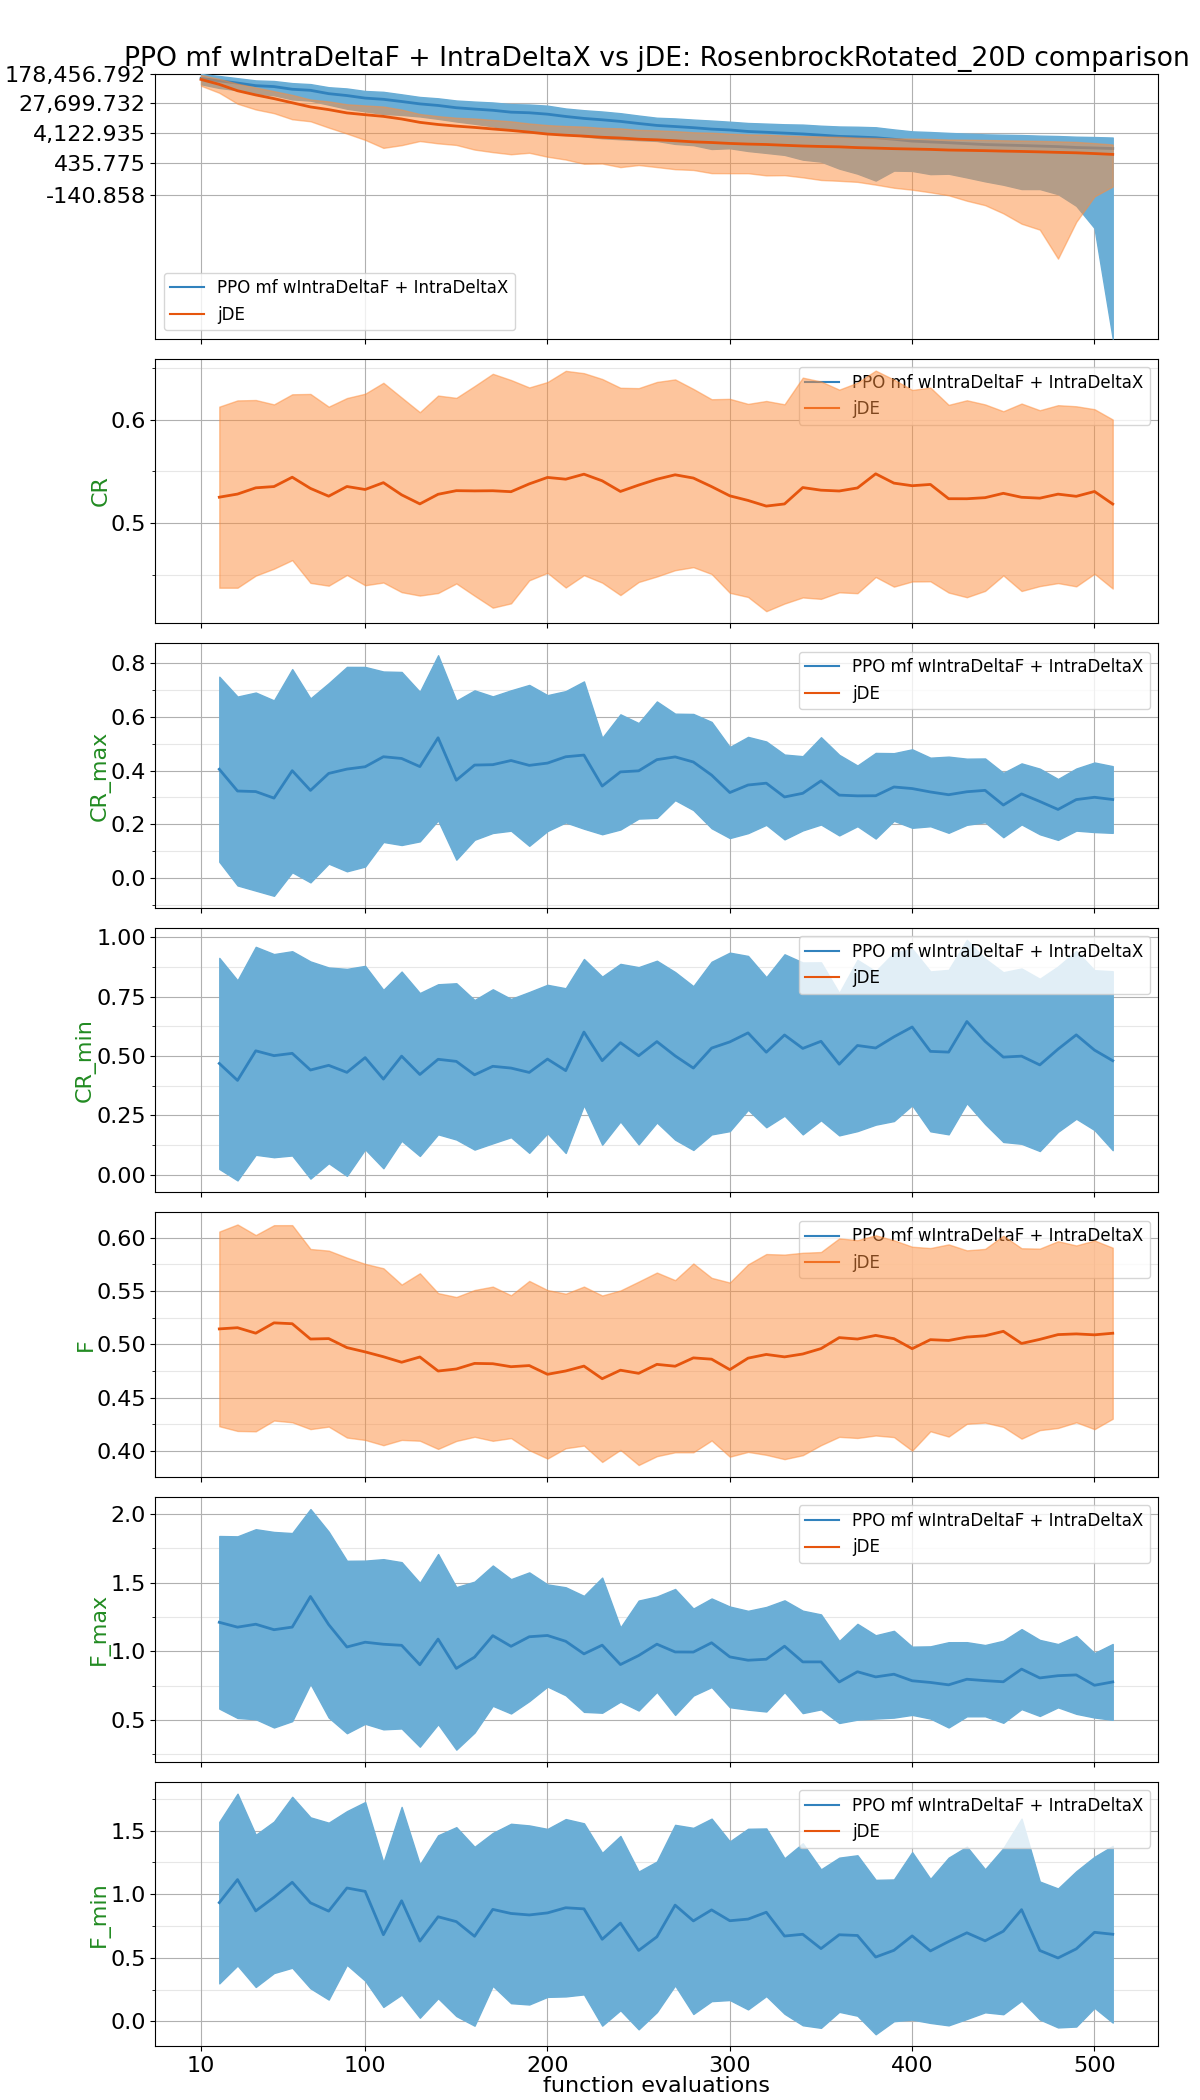 PPO mf wIntraDeltaF + IntraDeltaX vs jDE: RosenbrockRotated_20D comparison
178,456.792
27,699.732
4,122.935
435.775
-140.858
PPO mf wIntraDeltaF + IntraDeltaX
jDE
CR
0.6
0.5
PPO mf wIntraDeltaF + IntraDeltaX
jDE
CR_max
0.8
0.6
0.4
0.2
0.0
PPO mf wIntraDeltaF + IntraDeltaX
jDE
CR_min
1.00
0.75
0.50
0.25
0.00
PPO mf wIntraDeltaF + IntraDeltaX
jDE
F
0.60
0.55
0.50
0.45
0.40
PPO mf wIntraDeltaF + IntraDeltaX
jDE
F_max
2.0
1.5
1.0
0.5
PPO mf wIntraDeltaF + IntraDeltaX
jDE
F_min
1.5
1.0
0.5
0.0
PPO mf wIntraDeltaF + IntraDeltaX
jDE
10 100 200 300 400 500
function evaluations